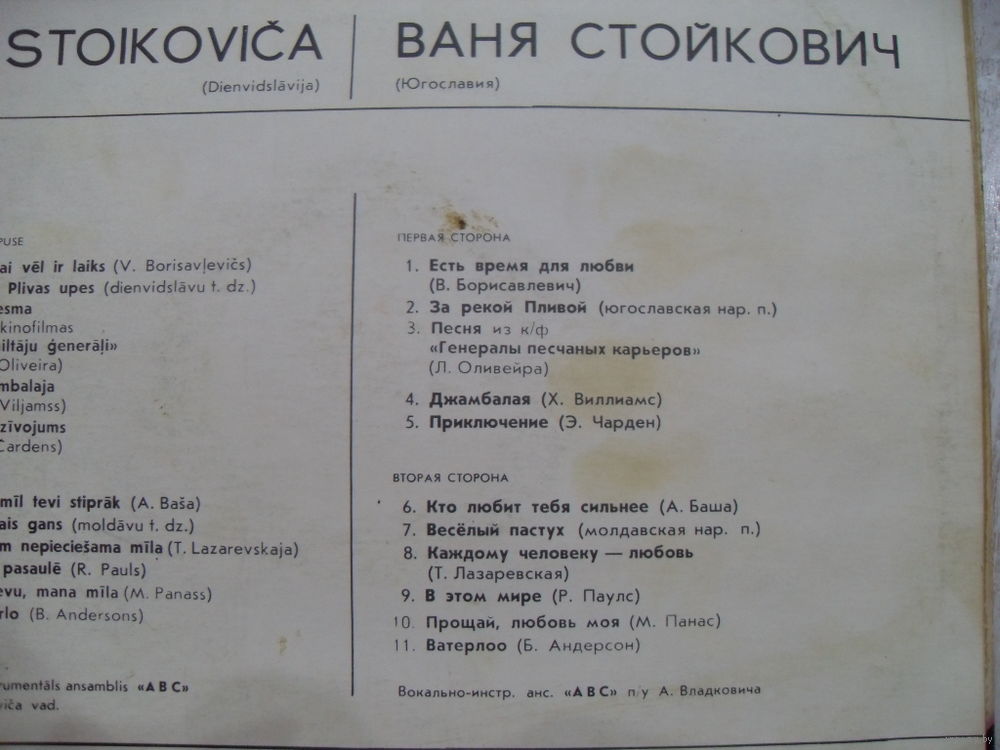 STOIKOVIČA
(Dienvidslāvija)
PUSE
ai vēl ir laiks (V. Borisavļevičs)
Plivas upes (dienvidslāvu t. dz.)
esma
kinofilmas
iltāju ģenerāļi»
Oliveira)
mbalaja
Viljamss)
zīvojums
Čardens)
mīl tevi stiprāk (A. Baša)
ais gans (moldāvu t. dz.)
m nepieciešama mīla (T. Lazarevskaja)
pasaulē (R. Pauls)
evu, mana mīla (M. Panass)
rlo (B. Andersons)
rumentāls ansamblis «ABC»
viča vad.
ВАНЯ СТОЙКОВИЧ
(Югославия)
ПЕРВАЯ СТОРОНА
1. Есть время для любви
(В. Борисавлевич)
2. За рекой Пливой (югославская нар. п.)
3. Песня из к/ф
«Генералы песчаных карьеров»
(Л. Оливейра)
4. Джамбалая (Х. Виллиамс)
5. Приключение (Э. Чарден)
ВТОРАЯ СТОРОНА
6. Кто любит тебя сильнее (А. Баша)
7. Весёлый пастух (молдавская нар. п.)
8. Каждому человеку — любовь
(Т. Лазаревская)
9. В этом мире (Р. Паулс)
10. Прощай, любовь моя (М. Панас)
11. Ватерлоо (Б. Андерсон)
Вокально-инстр. анс. «ABC» п/у А. Владковича